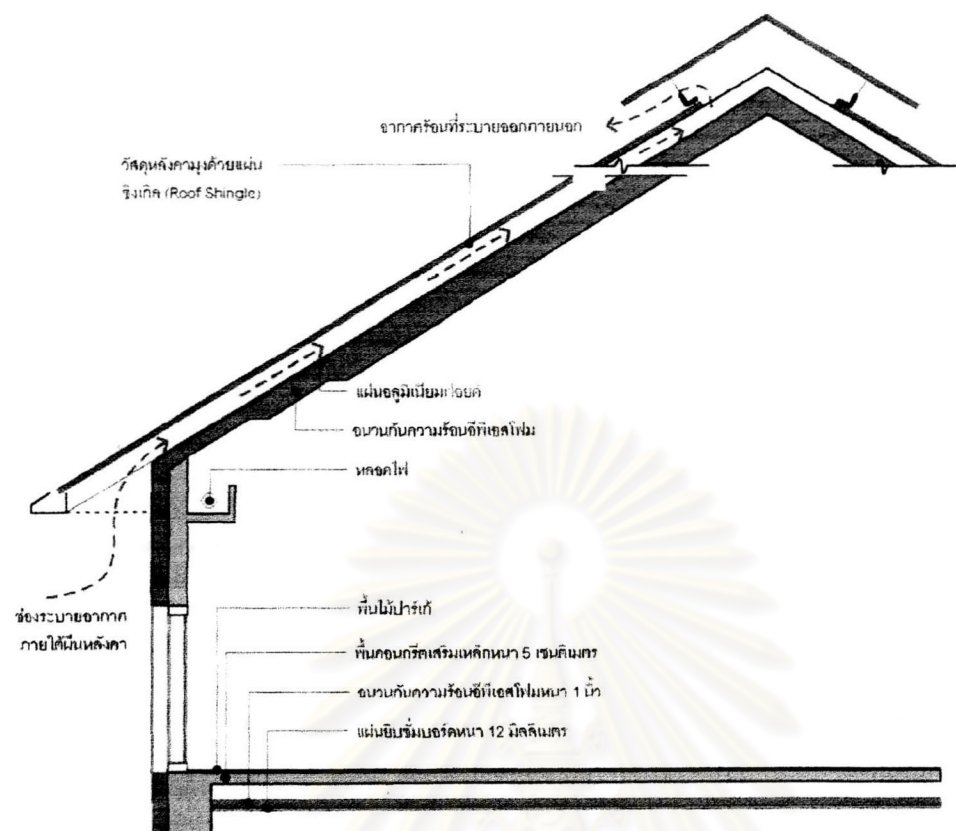 อากาศร้อนที่ระบายออกภายนอก
วัสดุหลังคามุงด้วยแผ่น
ชิงเกิล (Roof Shingle)
แผ่นอลูมิเนียมฟอยล์
ฉนวนกันความร้อนอีพีเอสโฟม
หลอดไฟ
ช่องระบายอากาศ
ภายใต้ผืนหลังคา
พื้นไม้ปาร์เก้
พื้นคอนกรีตเสริมเหล็กหนา 5 เซนติเมตร
ฉนวนกันความร้อนอีพีเอสโฟมหนา 1 นิ้ว
แผ่นยิบซั่มบอร์ดหนา 12 มิลลิเมตร